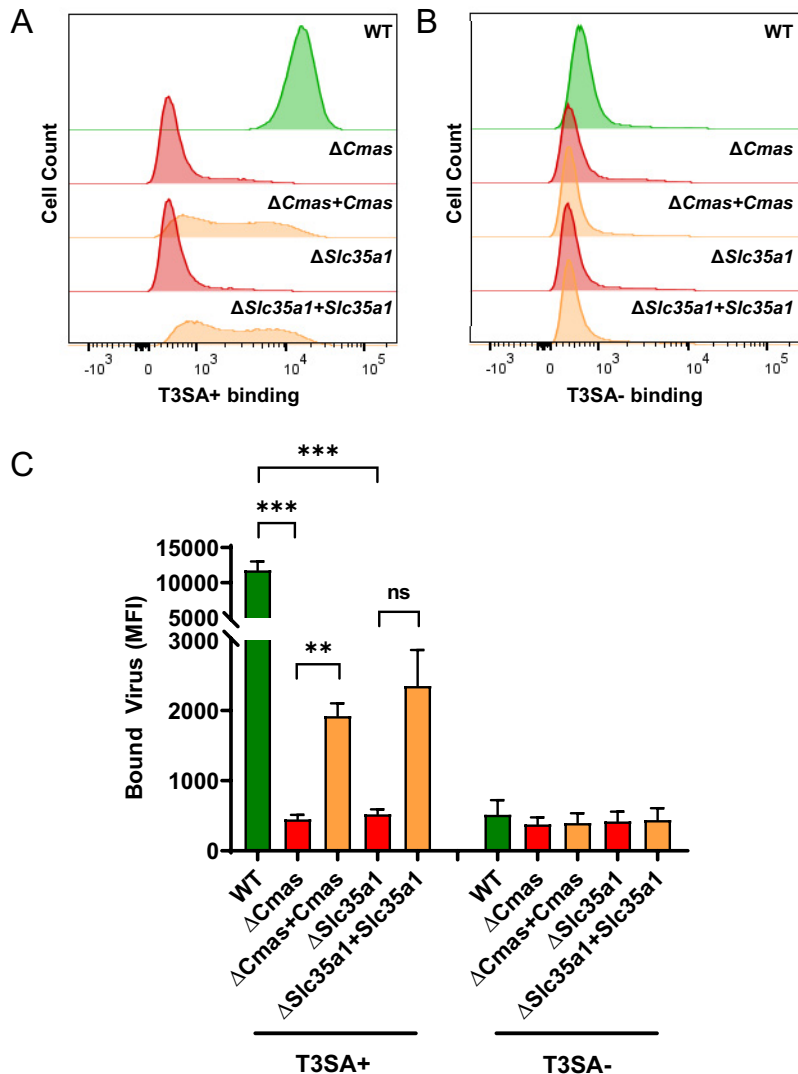 A
WT
ΔCmas
ΔCmas+Cmas
ΔSlc35a1
ΔSlc35a1+Slc35a1
Cell Count
-10³ 0 10³ 10⁴ 10⁵
T3SA+ binding
B
WT
ΔCmas
ΔCmas+Cmas
ΔSlc35a1
ΔSlc35a1+Slc35a1
Cell Count
-10³ 0 10³ 10⁴ 10⁵
T3SA- binding
C
***
***
ns
**
15000
10000
5000
3000
2000
1000
0
Bound Virus (MFI)
WT
ΔCmas
ΔCmas+Cmas
ΔSlc35a1
ΔSlc35a1+Slc35a1
WT
ΔCmas
ΔCmas+Cmas
ΔSlc35a1
ΔSlc35a1+Slc35a1
T3SA+
T3SA-